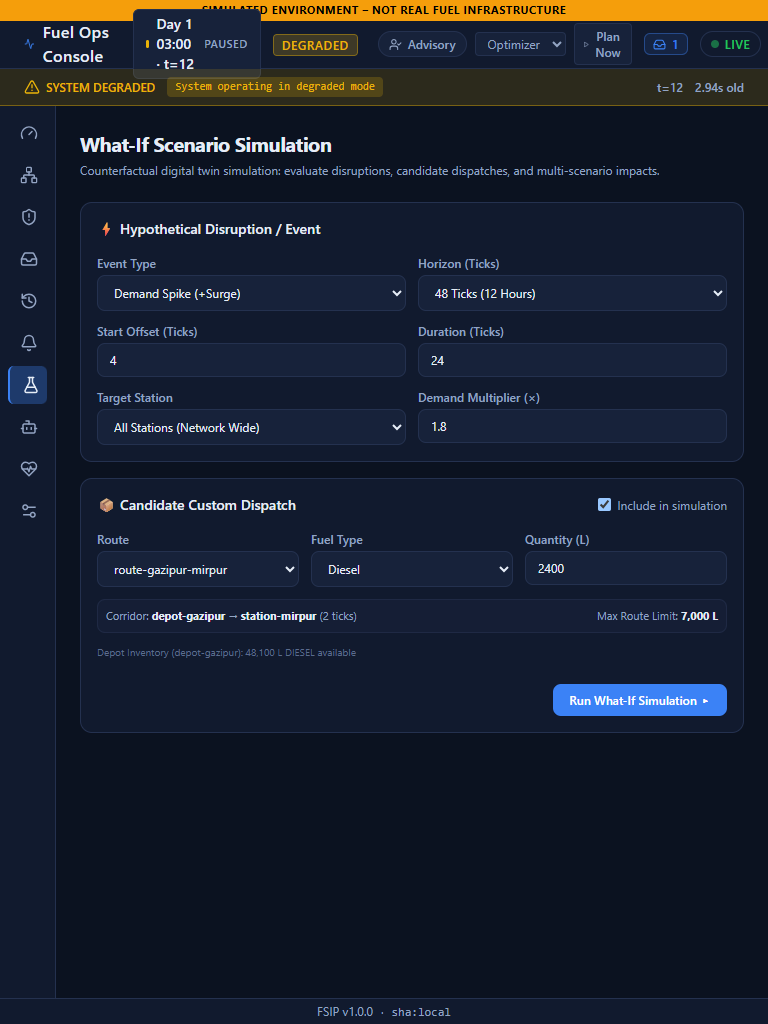 SIMULATED ENVIRONMENT – NOT REAL FUEL INFRASTRUCTURE
Fuel Ops
Console
Day 1
03:00
· t=12
PAUSED
DEGRADED
Advisory
Optimizer
Plan
Now
1
LIVE
SYSTEM DEGRADED
System operating in degraded mode
t=12 2.94s old
What-If Scenario Simulation
Counterfactual digital twin simulation: evaluate disruptions, candidate dispatches, and multi-scenario impacts.
Hypothetical Disruption / Event
Event Type
Horizon (Ticks)
Demand Spike (+Surge)
48 Ticks (12 Hours)
Start Offset (Ticks)
Duration (Ticks)
4
24
Target Station
Demand Multiplier (×)
All Stations (Network Wide)
1.8
Candidate Custom Dispatch
Include in simulation
Route
Fuel Type
Quantity (L)
route-gazipur-mirpur
Diesel
2400
Corridor: depot-gazipur → station-mirpur (2 ticks)
Max Route Limit: 7,000 L
Depot Inventory (depot-gazipur): 48,100 L DIESEL available
Run What-If Simulation ▸
FSIP v1.0.0 · sha:local